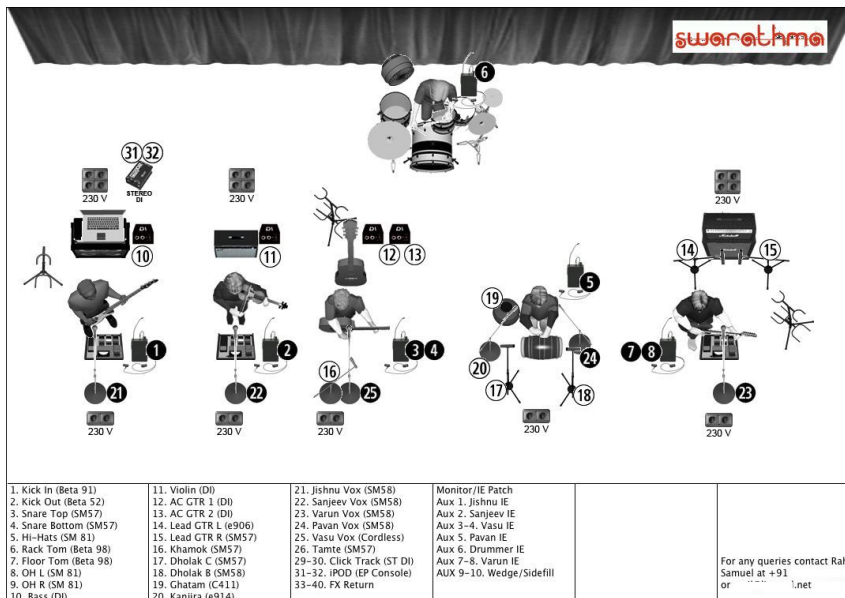 swarathma
6
31 32
STEREO
DI
230 V
230 V
230 V
DI
10
DI
11
DI
DI
12
13
14
15
Marshall
5
19
1
2
3
4
20
24
7
8
16
17
18
21
22
25
23
230 V
230 V
230 V
230 V
230 V
1. Kick In (Beta 91)
2. Kick Out (Beta 52)
3. Snare Top (SM57)
4. Snare Bottom (SM57)
5. Hi-Hats (SM 81)
6. Rack Tom (Beta 98)
7. Floor Tom (Beta 98)
8. OH L (SM 81)
9. OH R (SM 81)
10. Bass (DI)
11. Violin (DI)
12. AC GTR 1 (DI)
13. AC GTR 2 (DI)
14. Lead GTR L (e906)
15. Lead GTR R (SM57)
16. Khamok (SM57)
17. Dholak C (SM57)
18. Dholak B (SM58)
19. Ghatam (C411)
20. Kanjira (e914)
21. Jishnu Vox (SM58)
22. Sanjeev Vox (SM58)
23. Varun Vox (SM58)
24. Pavan Vox (SM58)
25. Vasu Vox (Cordless)
26. Tamte (SM57)
29-30. Click Track (ST DI)
31-32. iPOD (EP Console)
33-40. FX Return
Monitor/IE Patch
Aux 1. Jishnu IE
Aux 2. Sanjeev IE
Aux 3-4. Vasu IE
Aux 5. Pavan IE
Aux 6. Drummer IE
Aux 7-8. Varun IE
AUX 9-10. Wedge/Sidefill
For any queries contact Rah
Samuel at +91
or
.net